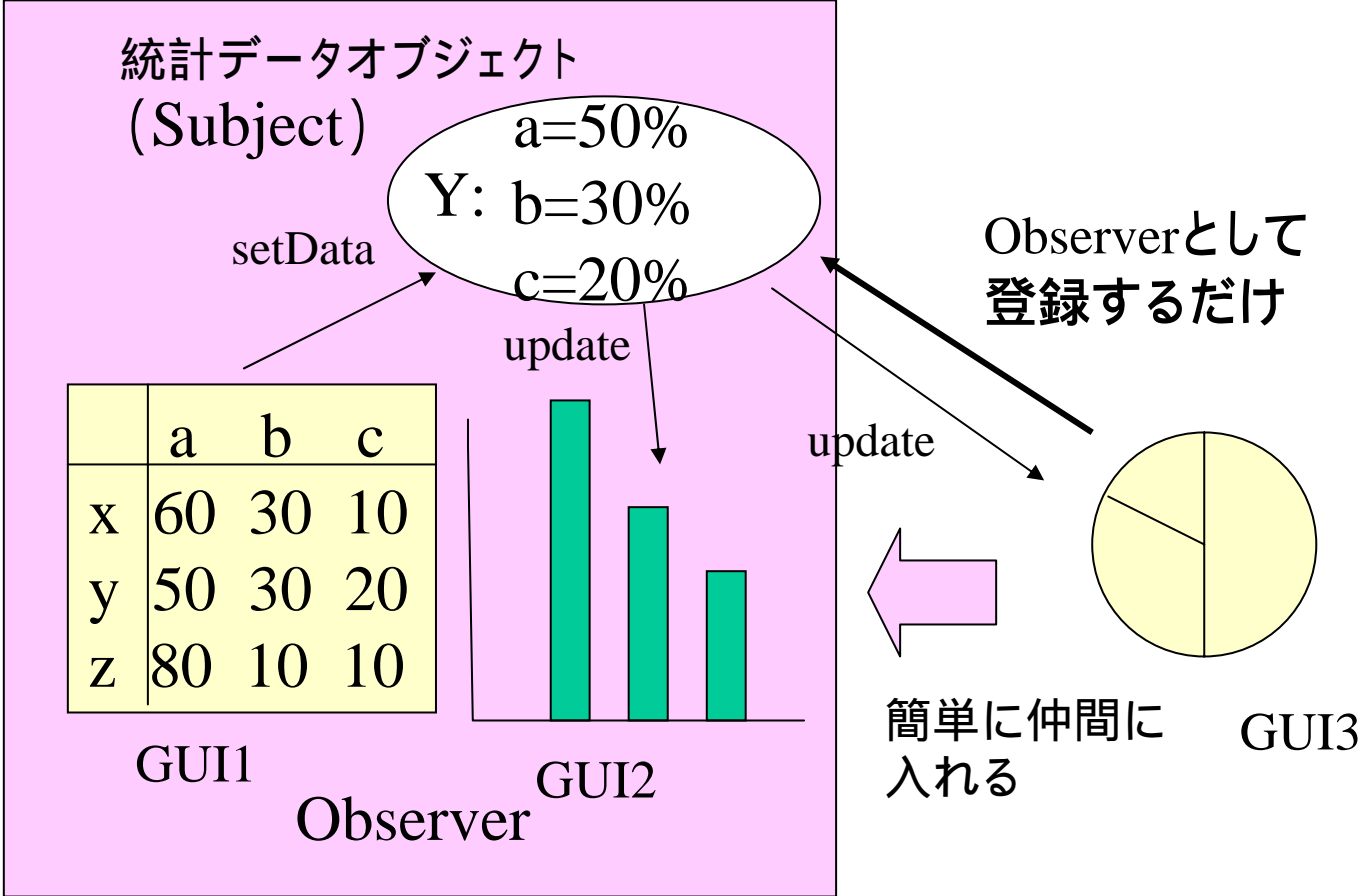 統計データオブジェクト
（Subject）
a=50%
Y: b=30%
c=20%
setData
update
Observerとして
登録するだけ
update
a b c
x 60 30 10
y 50 30 20
z 80 10 10
GUI1
GUI2
Observer
簡単に仲間に
入れる
GUI3